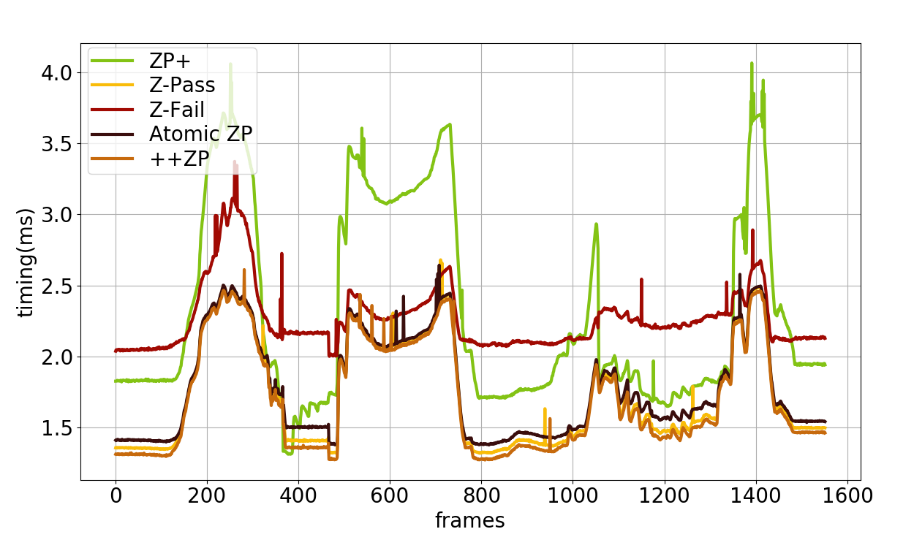 ZP+
Z-Pass
Z-Fail
Atomic ZP
++ZP
4.0
3.5
3.0
2.5
2.0
1.5
timing(ms)
0 200 400 600 800 1000 1200 1400 1600
frames